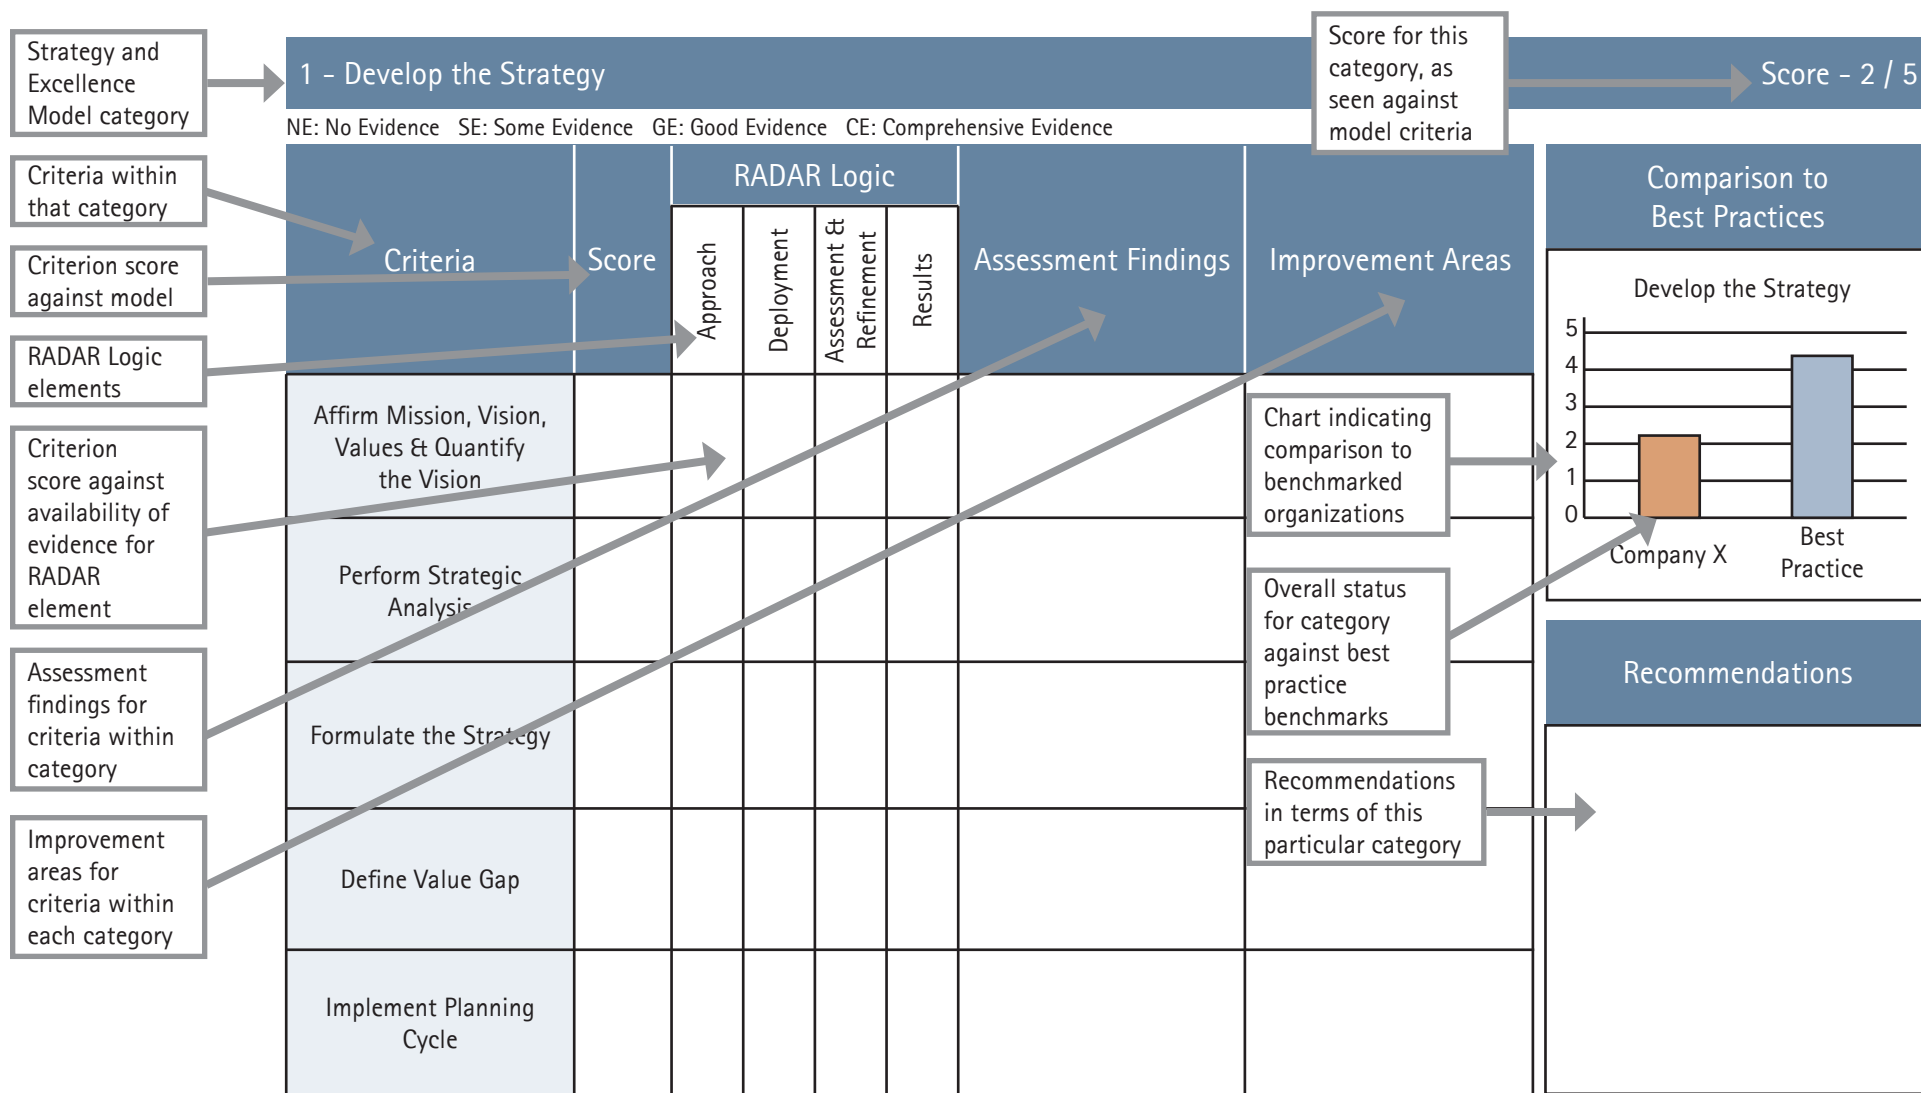 Strategy and
Excellence
Model category
1 - Develop the Strategy
Score for this
category, as
seen against
model criteria
Score - 2 / 5
NE: No Evidence SE: Some Evidence GE: Good Evidence CE: Comprehensive Evidence
Criteria within
that category
Criterion score
against model
RADAR Logic
elements
Criterion
score against
availability of
evidence for
RADAR
element
Assessment
findings for
criteria within
category
Improvement
areas for
criteria within
each category
Criteria
Score
RADAR Logic
Approach
Deployment
Assessment &
Refinement
Results
Assessment Findings
Improvement Areas
Affirm Mission, Vision,
Values & Quantify
the Vision
Perform Strategic
Analysis
Formulate the Strategy
Define Value Gap
Implement Planning
Cycle
Chart indicating
comparison to
benchmarked
organizations
Overall status
for category
against best
practice
benchmarks
Recommendations
in terms of this
particular category
Comparison to
Best Practices
Develop the Strategy
5
4
3
2
1
0
Company X
Best
Practice
Recommendations